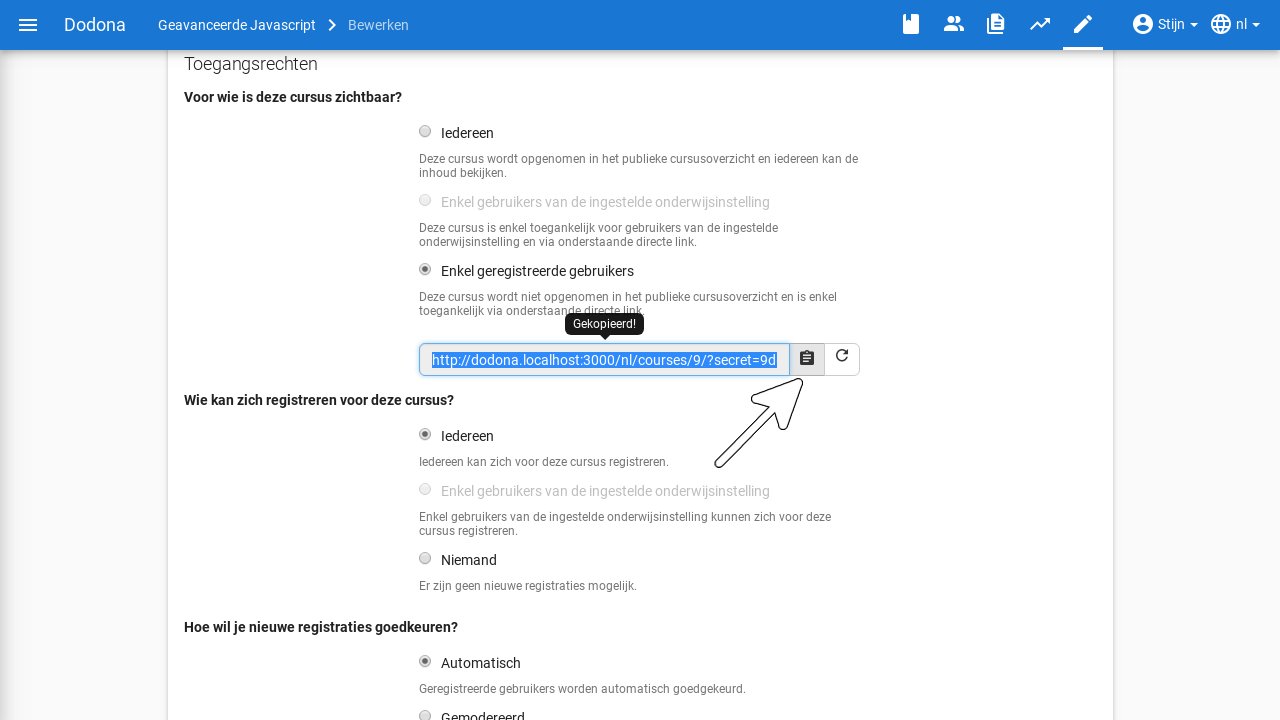 Dodona Geavanceerde Javascript Bewerken Stijn nl
Toegangsrechten
Voor wie is deze cursus zichtbaar?
Iedereen
Deze cursus wordt opgenomen in het publieke cursusoverzicht en iedereen kan de
inhoud bekijken.
Enkel gebruikers van de ingestelde onderwijsinstelling
Deze cursus is enkel toegankelijk voor gebruikers van de ingestelde
onderwijsinstelling en via onderstaande directe link.
Enkel geregistreerde gebruikers
Deze cursus wordt niet opgenomen in het publieke cursusoverzicht en is enkel
toegankelijk via onderstaande directe link
Gekopieerd!
http://dodona.localhost:3000/nl/courses/9/?secret=9d
Wie kan zich registreren voor deze cursus?
Iedereen
Iedereen kan zich voor deze cursus registreren.
Enkel gebruikers van de ingestelde onderwijsinstelling
Enkel gebruikers van de ingestelde onderwijsinstelling kunnen zich voor deze
cursus registreren.
Niemand
Er zijn geen nieuwe registraties mogelijk.
Hoe wil je nieuwe registraties goedkeuren?
Automatisch
Geregistreerde gebruikers worden automatisch goedgekeurd.
Gemodereerd